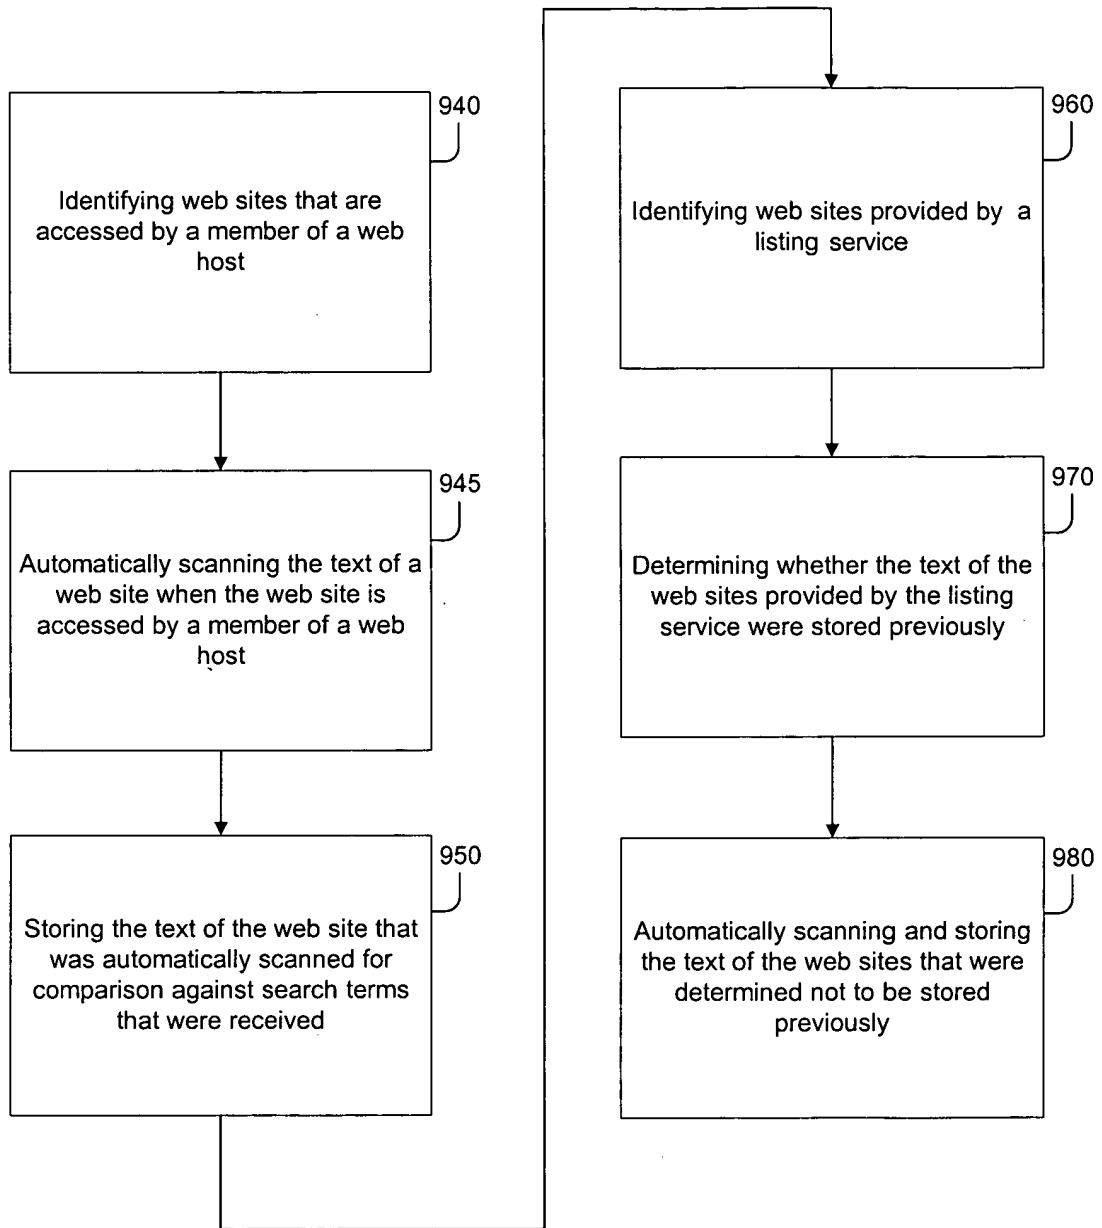 940
Identifying web sites that are
accessed by a member of a web
host
945
Automatically scanning the text of a
web site when the web site is
accessed by a member of a web
host
950
Storing the text of the web site that
was automatically scanned for
comparison against search terms
that were received
960
Identifying web sites provided by a
listing service
970
Determining whether the text of the
web sites provided by the listing
service were stored previously
980
Automatically scanning and storing
the text of the web sites that were
determined not to be stored
previously